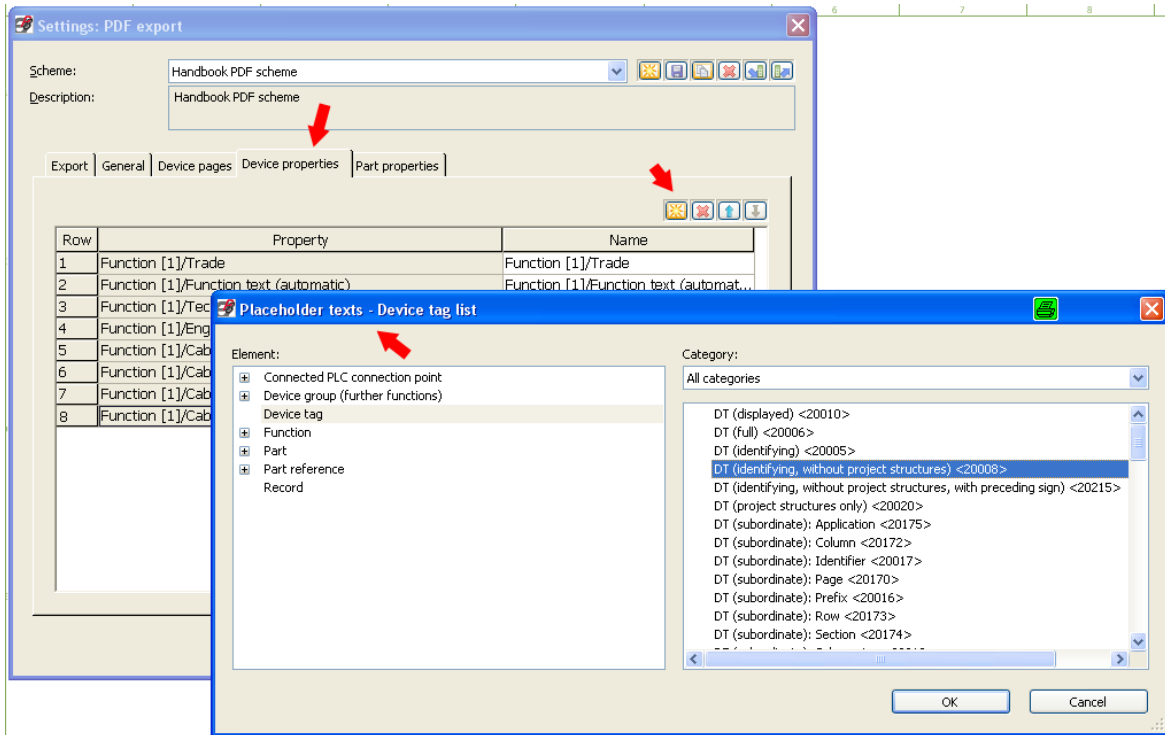 6 7 8
Settings: PDF export
Scheme: Handbook PDF scheme
Description: Handbook PDF scheme
Export General Device pages Device properties Part properties
Row Property Name
1 Function [1]/Trade Function [1]/Trade
2 Function [1]/Function text (automatic) Function [1]/Function text (automat...
3 Function [1]/Tec
4 Function [1]/Eng
5 Function [1]/Cab
6 Function [1]/Cab
7 Function [1]/Cab
8 Function [1]/Cab
Placeholder texts - Device tag list
Element:
Connected PLC connection point
Device group (further functions)
Device tag
Function
Part
Part reference
Record
Category:
All categories
DT (displayed) <20010>
DT (full) <20006>
DT (identifying) <20005>
DT (identifying, without project structures) <20008>
DT (identifying, without project structures, with preceding sign) <20215>
DT (project structures only) <20020>
DT (subordinate): Application <20175>
DT (subordinate): Column <20172>
DT (subordinate): Identifier <20017>
DT (subordinate): Page <20170>
DT (subordinate): Prefix <20016>
DT (subordinate): Row <20173>
DT (subordinate): Section <20174>
OK Cancel